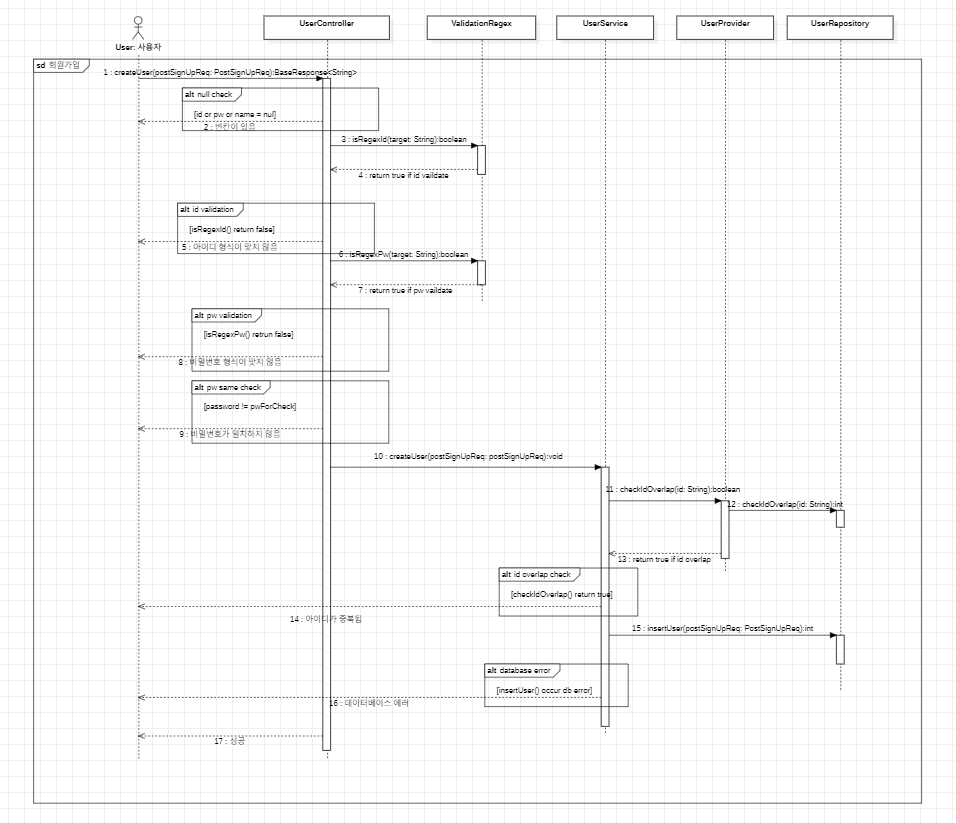 UserController
ValidationRegex
UserService
UserProvider
UserRepository
User: 사용자
sd 회원가입
1 : createUser(postSignUpReq: PostSignUpReq):BaseResponse<String>
alt null check
[id or pw or name = nul]
2 : 빈칸이 있음
3 : isRegexId(target: String):boolean
4 : return true if id vaildate
alt id validation
[isRegexId() return false]
5 : 아이디 형식이 맞지 않음
6 : isRegexPw(target: String):boolean
7 : return true if pw vaildate
alt pw validation
[isRegexPw() retrun false]
8 : 비밀번호 형식이 맞지 않음
alt pw same check
[password != pwForCheck]
9 : 비밀번호가 일치하지 않음
10 : createUser(postSignUpReq: postSignUpReq):void
11 : checkIdOverlap(id: String):boolean
12 : checkIdOverlap(id: String):int
13 : return true if id overlap
alt id overlap check
[checkIdOverlap() return true]
14 : 아이디가 중복됨
15 : insertUser(postSignUpReq: PostSignUpReq):int
alt database error
[insertUser() occur db error]
16 : 데이터베이스 에러
17 : 성공